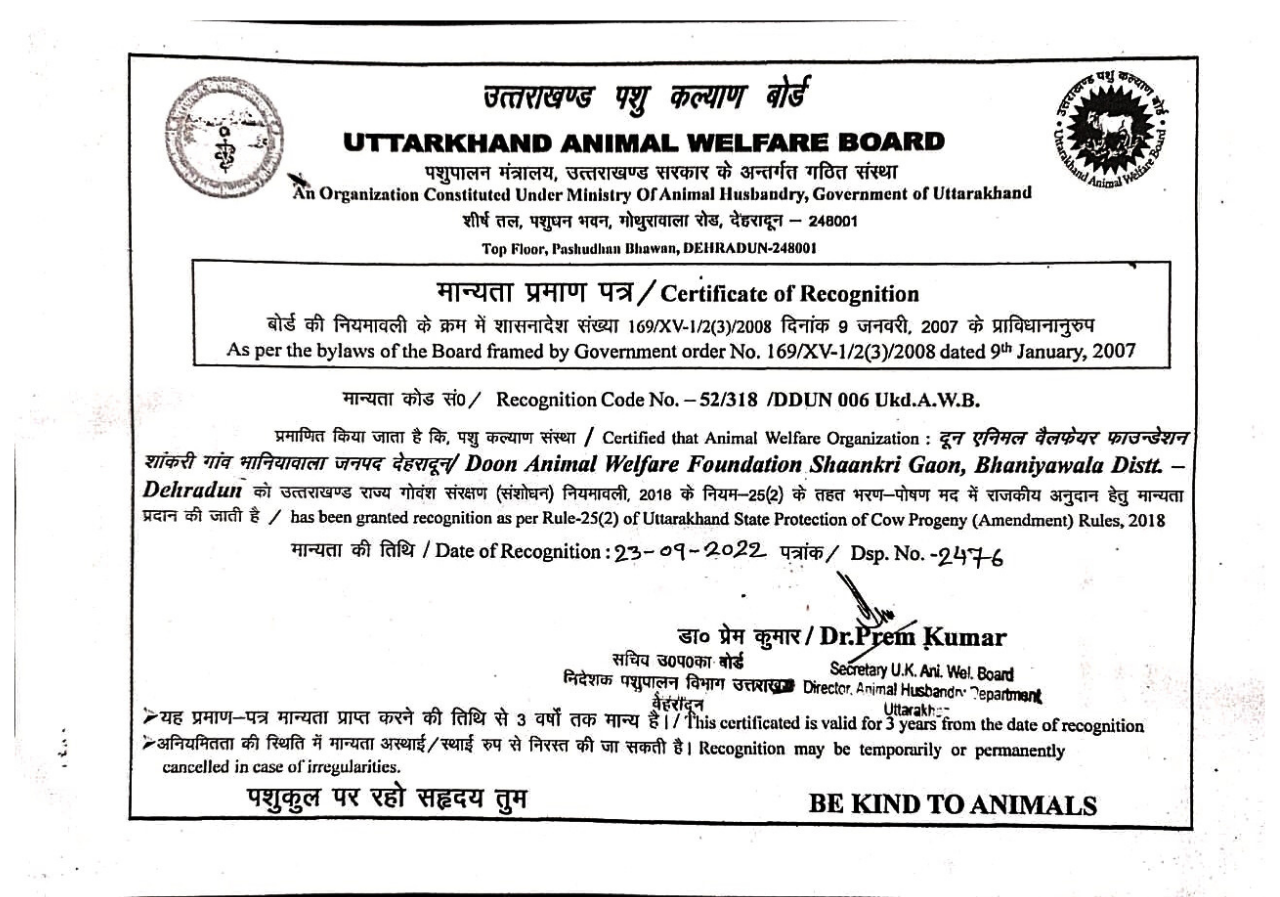 उत्तराखण्ड पशु कल्याण बोर्ड
UTTARKHAND ANIMAL WELFARE BOARD
पशुपालन मंत्रालय, उत्तराखण्ड सरकार के अन्तर्गत गठित संस्था
An Organization Constituted Under Ministry Of Animal Husbandry, Government of Uttarakhand
शीर्ष तल, पशुधन भवन, मोथुरावाला रोड, देहरादून – 248001
Top Floor, Pashudhan Bhawan, DEHRADUN-248001
उत्तराखण्ड पशु कल्याण बोर्ड
Uttarakhand Animal Welfare Board
मान्यता प्रमाण पत्र / Certificate of Recognition
बोर्ड की नियमावली के क्रम में शासनादेश संख्या 169/XV-1/2(3)/2008 दिनांक 9 जनवरी, 2007 के प्राविधानानुरुप
As per the bylaws of the Board framed by Government order No. 169/XV-1/2(3)/2008 dated 9th January, 2007
मान्यता कोड सं0 / Recognition Code No. – 52/318 /DDUN 006 Ukd.A.W.B.
प्रमाणित किया जाता है कि, पशु कल्याण संस्था / Certified that Animal Welfare Organization : दून एनिमल वैलफेयर फाउन्डेशन
शांकरी गांव भानियावाला जनपद देहरादून/ Doon Animal Welfare Foundation Shaankri Gaon, Bhaniyawala Distt. –
Dehradun को उत्तराखण्ड राज्य गोवंश संरक्षण (संशोधन) नियमावली, 2018 के नियम–25(2) के तहत भरण–पोषण मद में राजकीय अनुदान हेतु मान्यता
प्रदान की जाती है / has been granted recognition as per Rule-25(2) of Uttarakhand State Protection of Cow Progeny (Amendment) Rules, 2018
मान्यता की तिथि / Date of Recognition : 23-09-2022 पत्रांक / Dsp. No. -2476
डा० प्रेम कुमार / Dr.Prem Kumar
सचिव उ0प0का बोर्ड Secretary U.K. Ani. Wel. Board
निदेशक पशुपालन विभाग Director, Animal Husbandry Department
Uttarakh
➢यह प्रमाण–पत्र मान्यता प्राप्त करने की तिथि से 3 वर्षो तक मान्य है। / This certificated is valid for 3 years from the date of recognition
➢अनियमितता की स्थिति में मान्यता अस्थाई/स्थाई रुप से निरस्त की जा सकती है। Recognition may be temporarily or permanently
cancelled in case of irregularities.
पशुकुल पर रहो सहृदय तुम BE KIND TO ANIMALS